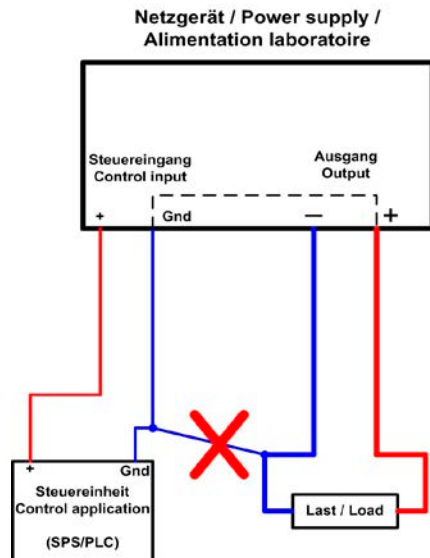 Netzgerät / Power supply /
Alimentation laboratoire
Steuereingang
Control input
Ausgang
Output
+
Gnd
—
+
+
Gnd
Steuereinheit
Control application
(SPS/PLC)
Last / Load